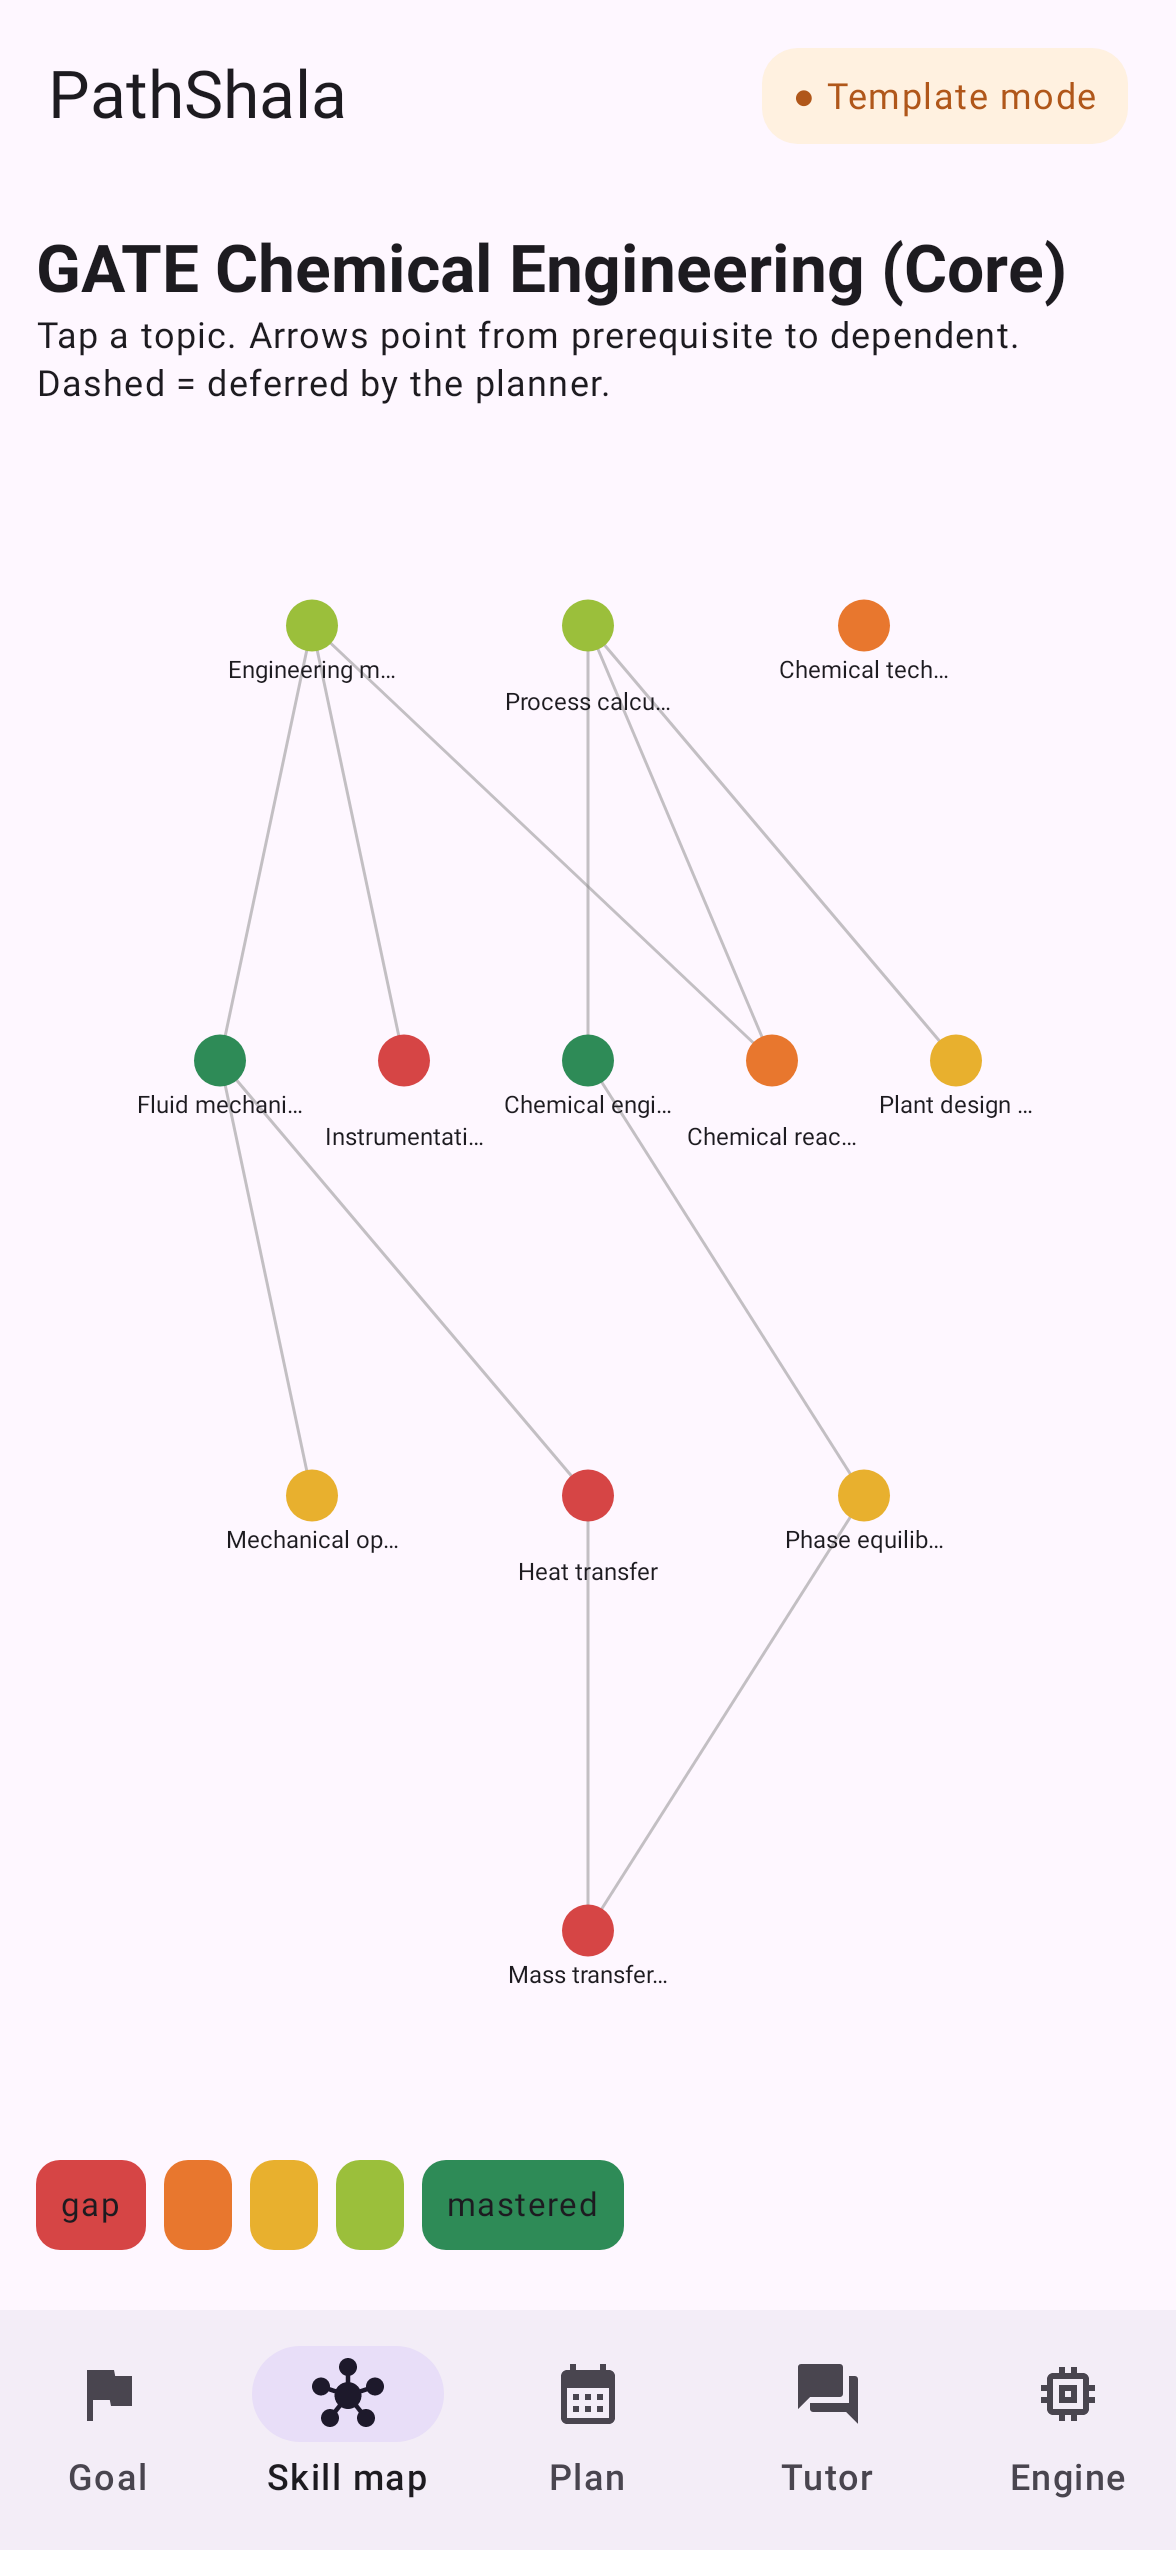 PathShala
● Template mode
GATE Chemical Engineering (Core)
Tap a topic. Arrows point from prerequisite to dependent.
Dashed = deferred by the planner.
Engineering m...
Process calcu...
Chemical tech...
Fluid mechani...
Instrumentati...
Chemical engi...
Chemical reac...
Plant design ...
Mechanical op...
Heat transfer
Phase equilib...
Mass transfer...
gap
mastered
Goal
Skill map
Plan
Tutor
Engine